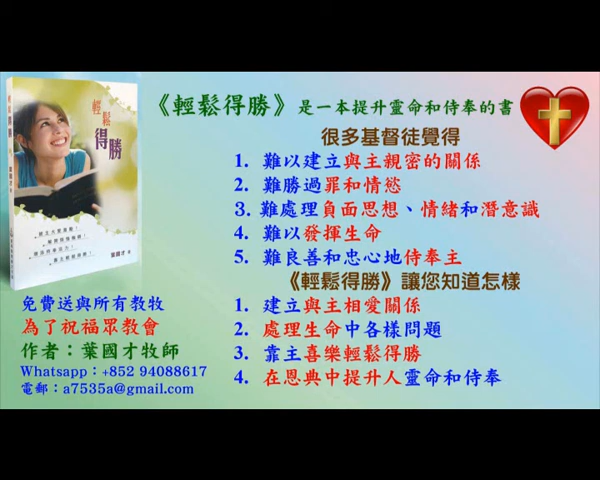 《輕鬆得勝》是一本提升靈命和侍奉的書
很多基督徒覺得
1. 難以建立與主親密的關係
2. 難勝過罪和情慾
3. 難處理負面思想、情緒和潛意識
4. 難以發揮生命
5. 難良善和忠心地侍奉主
《輕鬆得勝》讓您知道怎樣
1. 建立與主相愛關係
2. 處理生命中各樣問題
3. 靠主喜樂輕鬆得勝
4. 在恩典中提升人靈命和侍奉
輕鬆
得勝
輕鬆得勝
葉國才
免費送與所有教牧
為了祝福眾教會
作者：葉國才牧師
Whatsapp：+852 94088617
電郵：a7535a@gmail.com